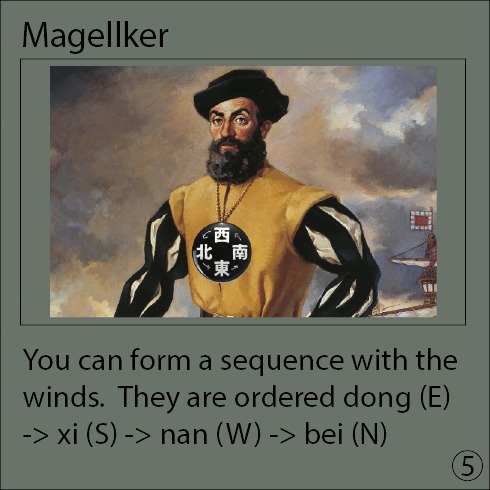 Magellker
西
北 南
東
You can form a sequence with the
winds. They are ordered dong (E)
-> xi (S) -> nan (W) -> bei (N)
5